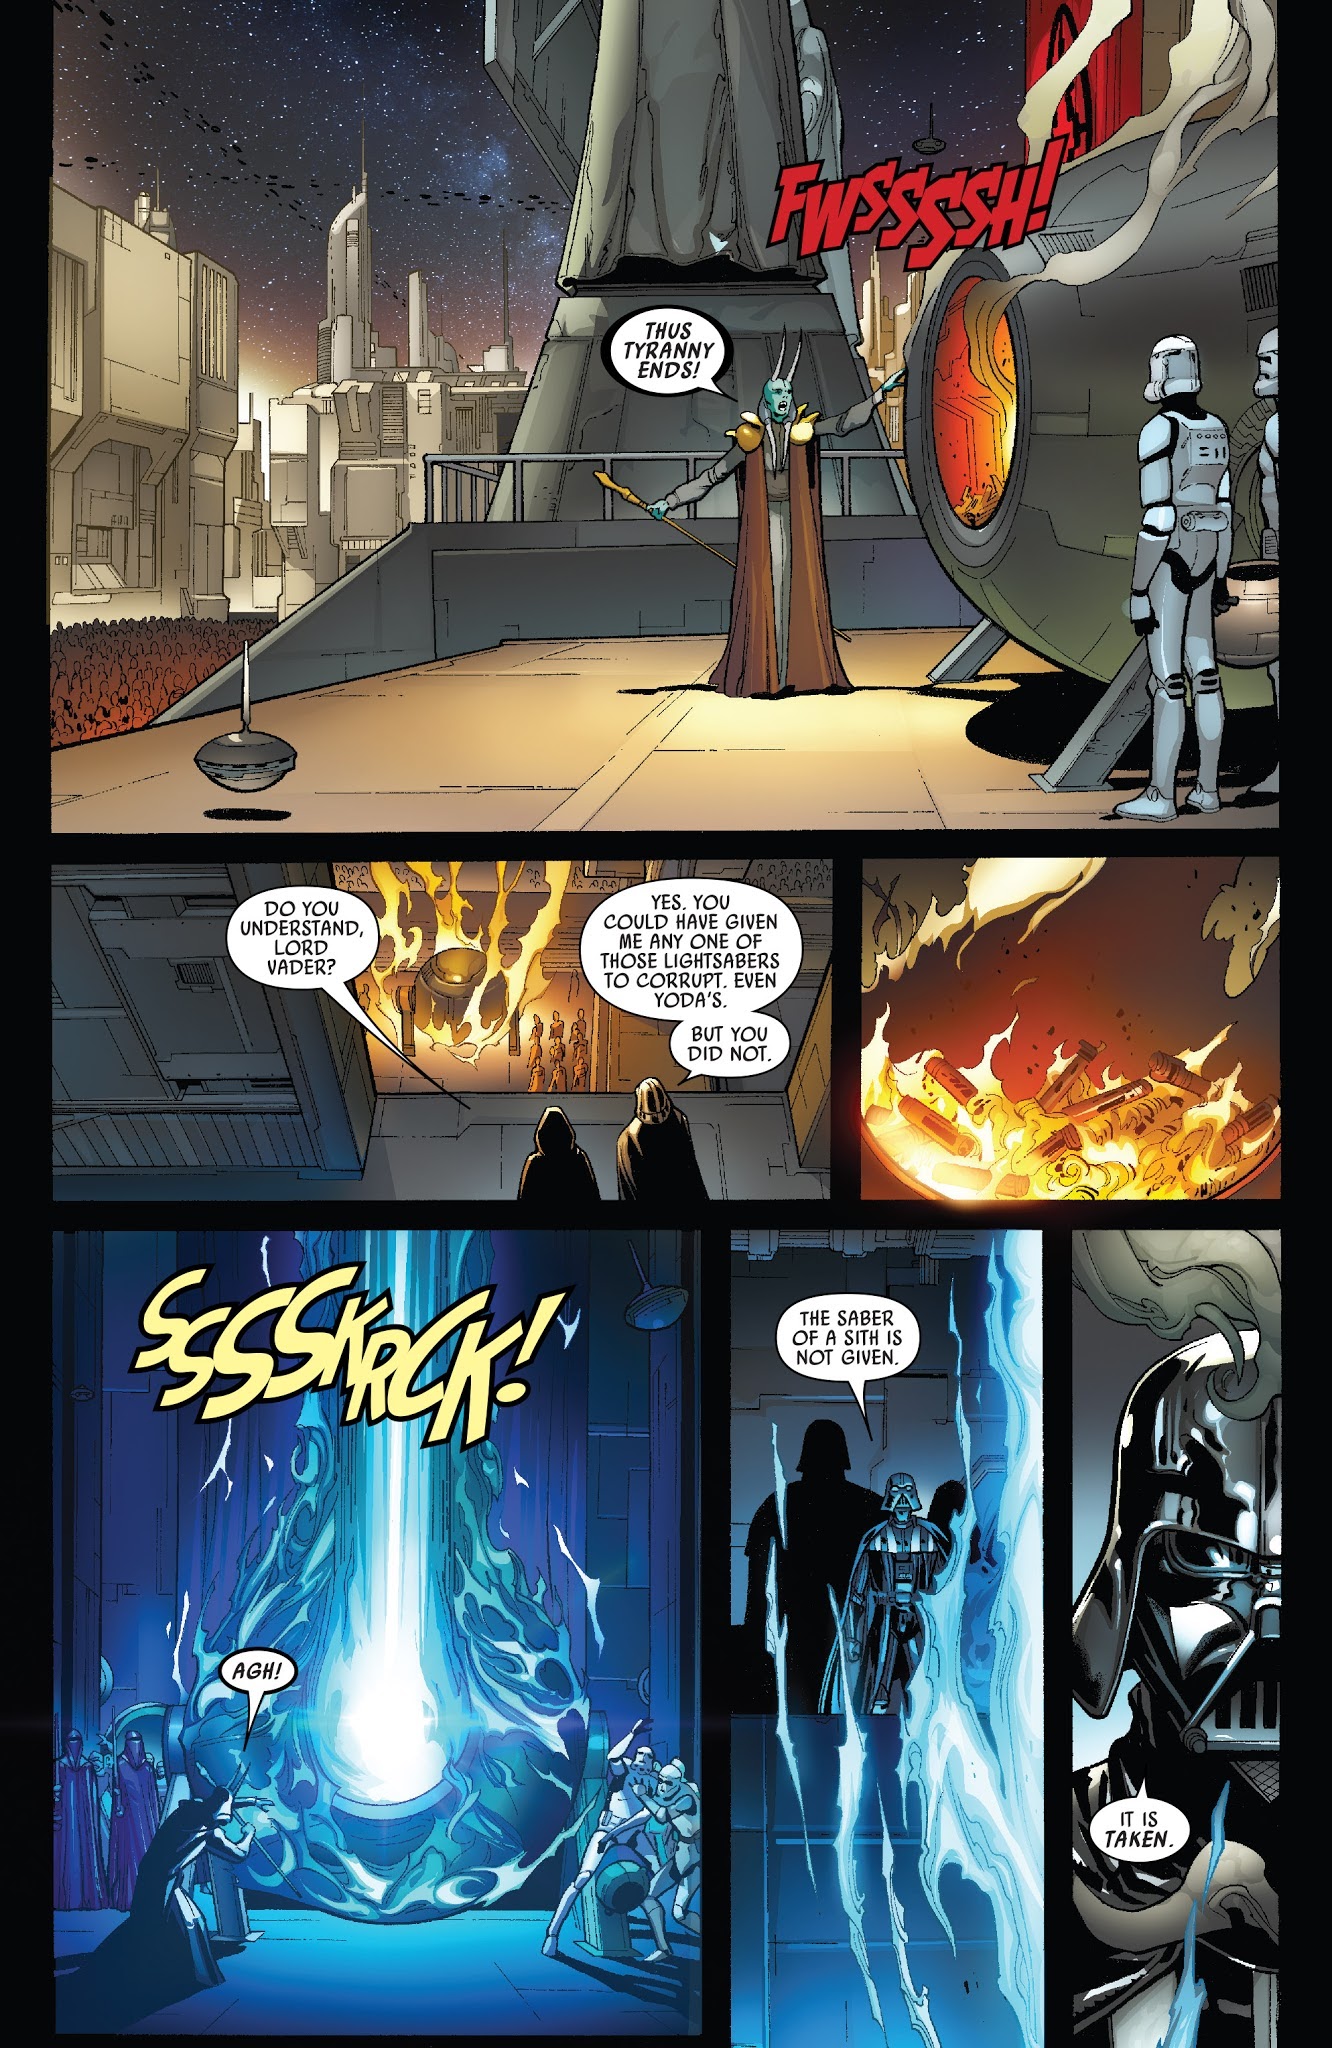 FWSSSSH!
THUS
TYRANNY
ENDS!
DO YOU
UNDERSTAND,
LORD
VADER?
YES. YOU
COULD HAVE GIVEN
ME ANY ONE OF
THOSE LIGHTSABERS
TO CORRUPT. EVEN
YODA'S.
BUT YOU
DID NOT.
SSSSKRCK!
AGH!
THE SABER
OF A SITH IS
NOT GIVEN.
IT IS
TAKEN.